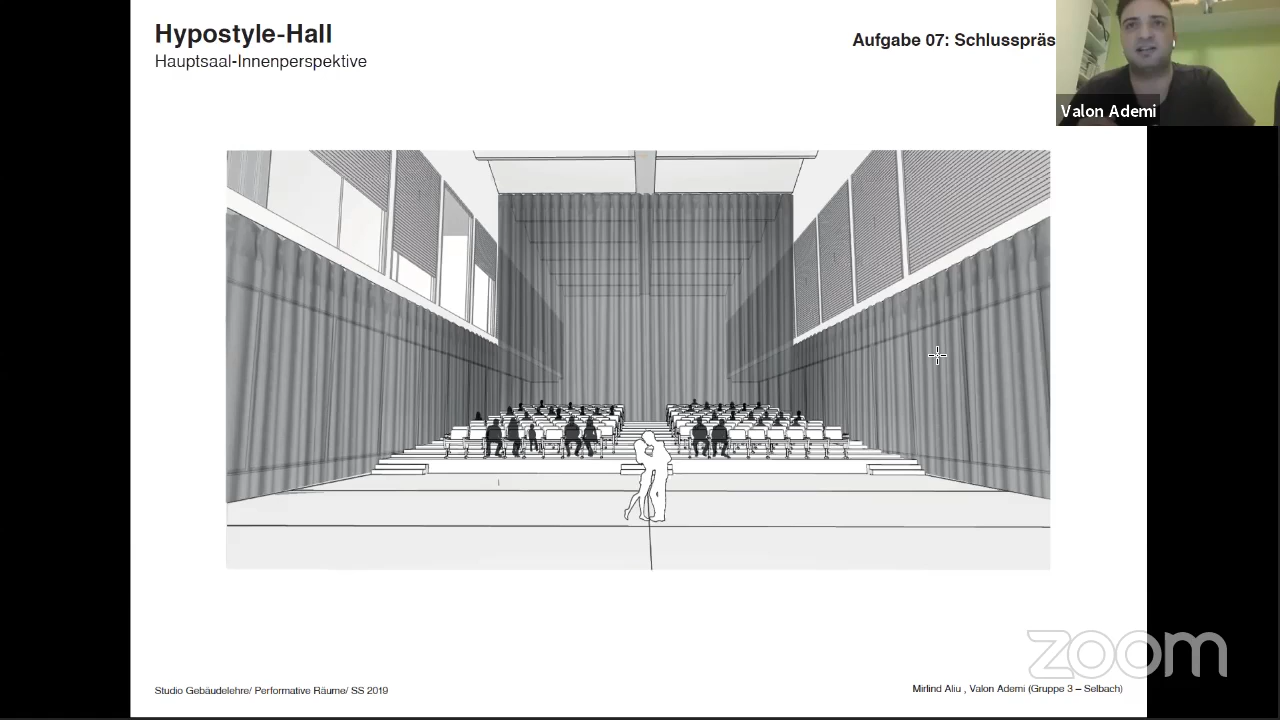 Hypostyle-Hall
Hauptsaal-Innenperspektive
Aufgabe 07: Schlusspräs
Valon Ademi
zoom
Studio Gebäudelehre/ Performative Räume/ SS 2019
Mirlind Aliu , Valon Ademi (Gruppe 3 – Selbach)